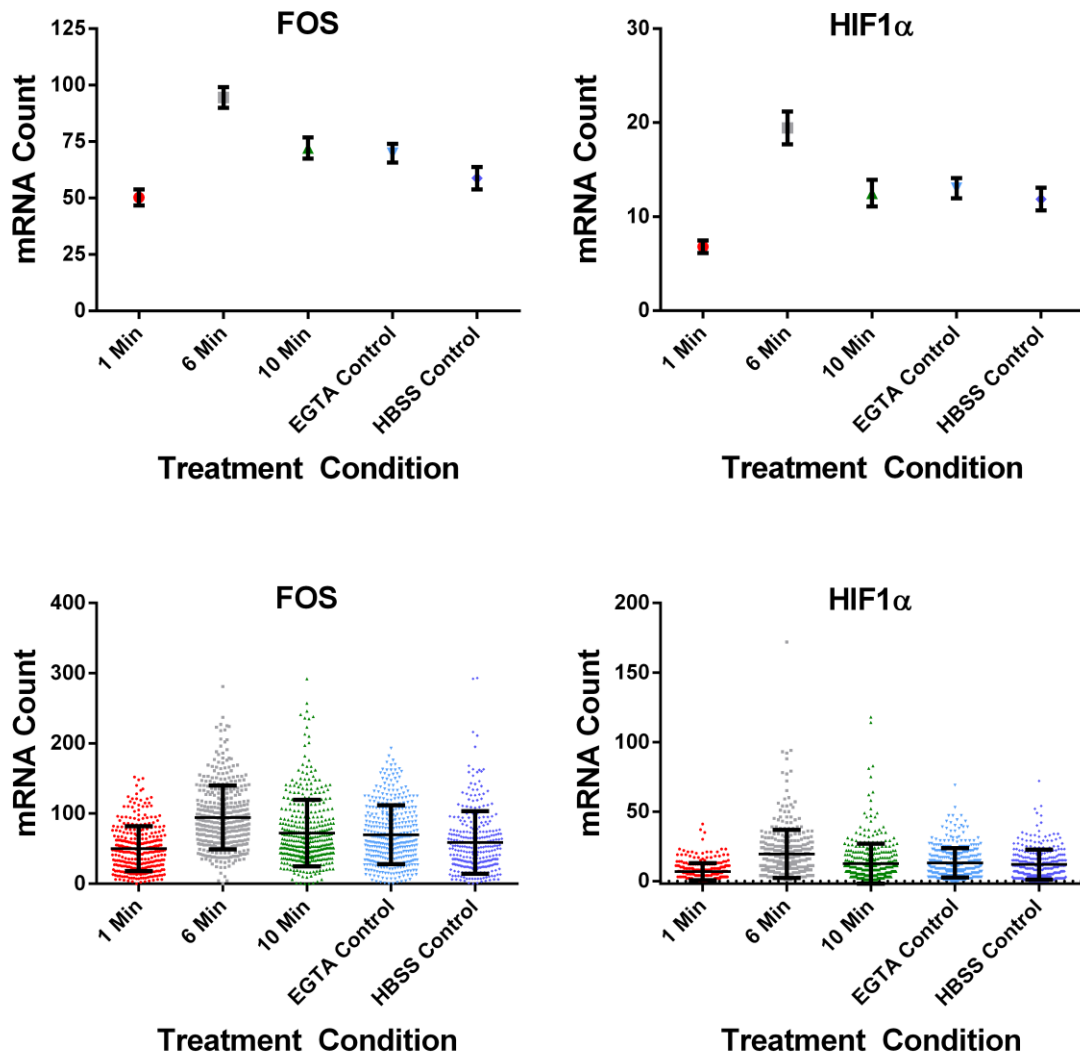 FOS
mRNA Count
125
100
75
50
25
0
1 Min
6 Min
10 Min
EGTA Control
HBSS Control
Treatment Condition
HIF1α
mRNA Count
30
20
10
0
1 Min
6 Min
10 Min
EGTA Control
HBSS Control
Treatment Condition
FOS
mRNA Count
400
300
200
100
0
1 Min
6 Min
10 Min
EGTA Control
HBSS Control
Treatment Condition
HIF1α
mRNA Count
200
150
100
50
0
1 Min
6 Min
10 Min
EGTA Control
HBSS Control
Treatment Condition